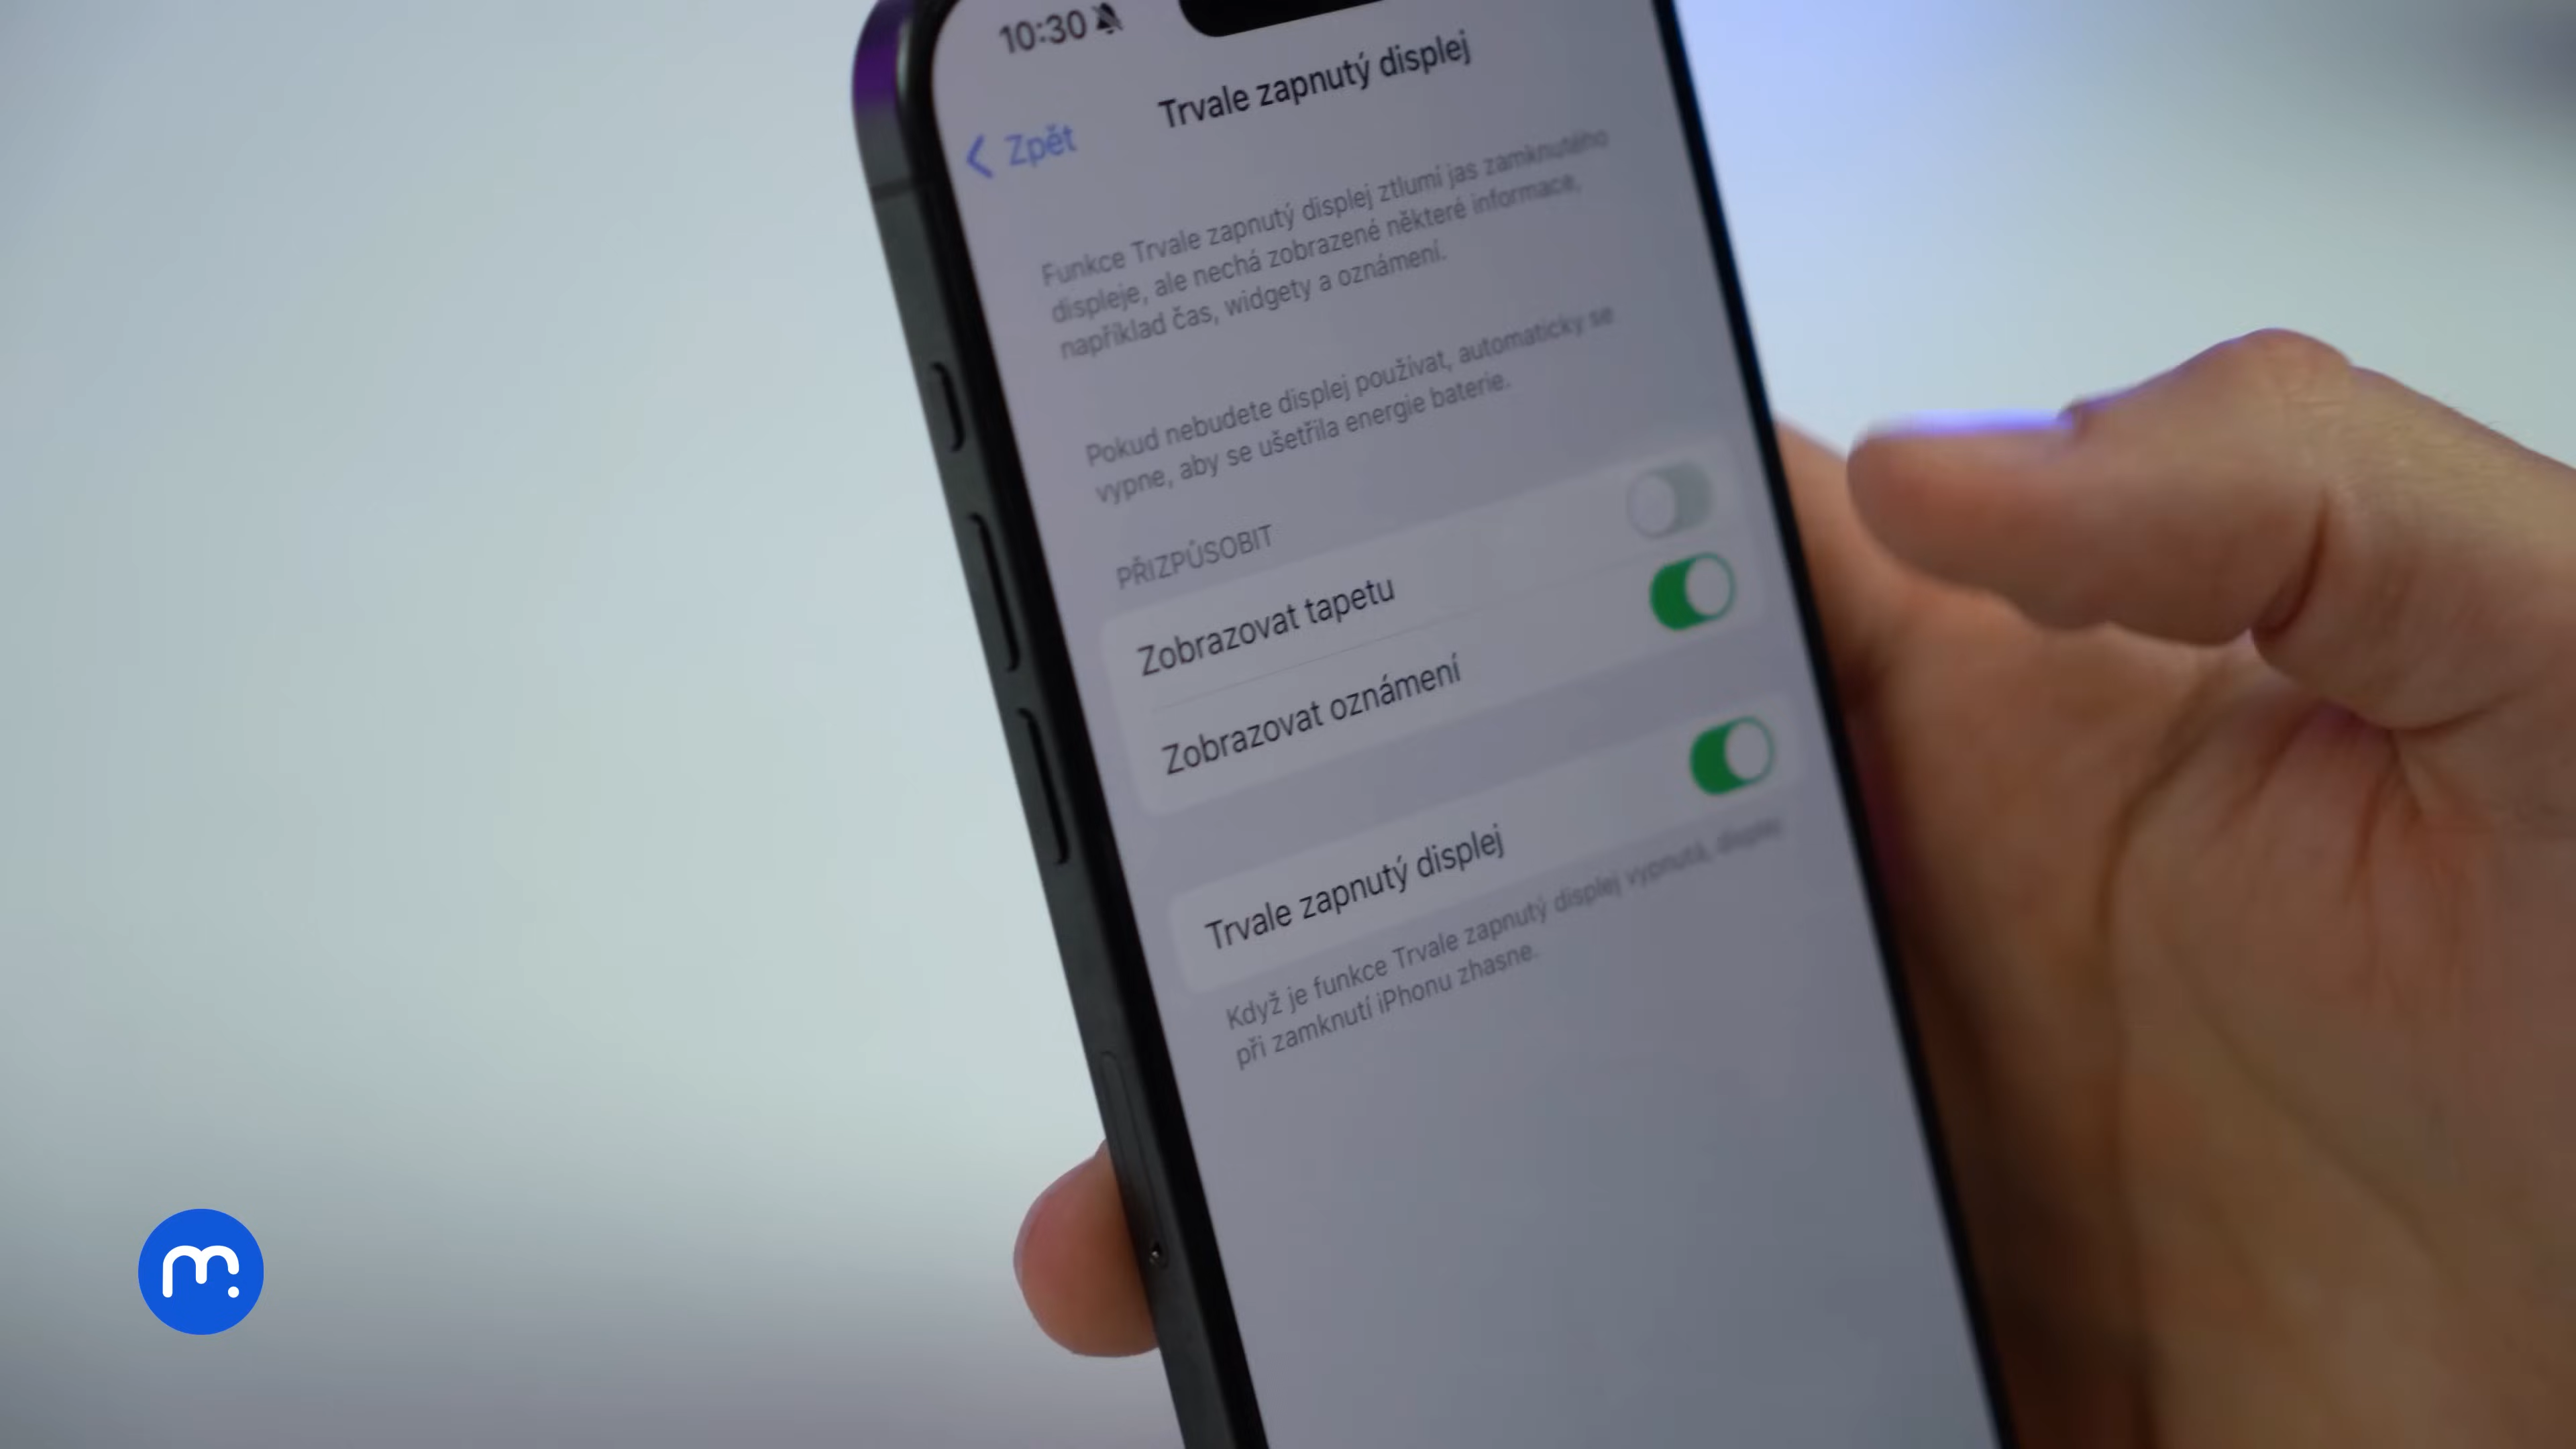 10:30
Zpět
Trvale zapnutý displej
Funkce Trvale zapnutý displej ztlumí jas zamknutého
displeje, ale nechá zobrazené některé informace,
například čas, widgety a oznámení.
Pokud nebudete displej používat, automaticky se
vypne, aby se ušetřila energie baterie.
PŘIZPŮSOBIT
Zobrazovat tapetu
Zobrazovat oznámení
Trvale zapnutý displej
Když je funkce Trvale zapnutý displej vypnutá, displej
při zamknutí iPhonu zhasne.
m.